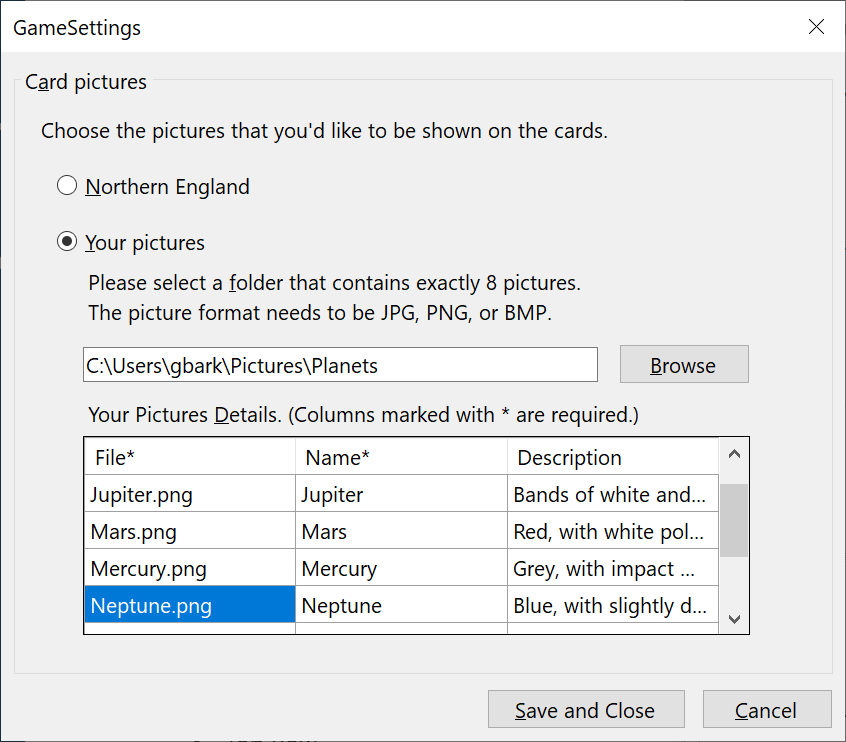 GameSettings
Card pictures
Choose the pictures that you'd like to be shown on the cards.
Northern England
Your pictures
Please select a folder that contains exactly 8 pictures.
The picture format needs to be JPG, PNG, or BMP.
C:\Users\gbark\Pictures\Planets Browse
Your Pictures Details. (Columns marked with * are required.)
File* Name* Description
Jupiter.png Jupiter Bands of white and...
Mars.png Mars Red, with white pol...
Mercury.png Mercury Grey, with impact ...
Neptune.png Neptune Blue, with slightly d...
Save and Close Cancel